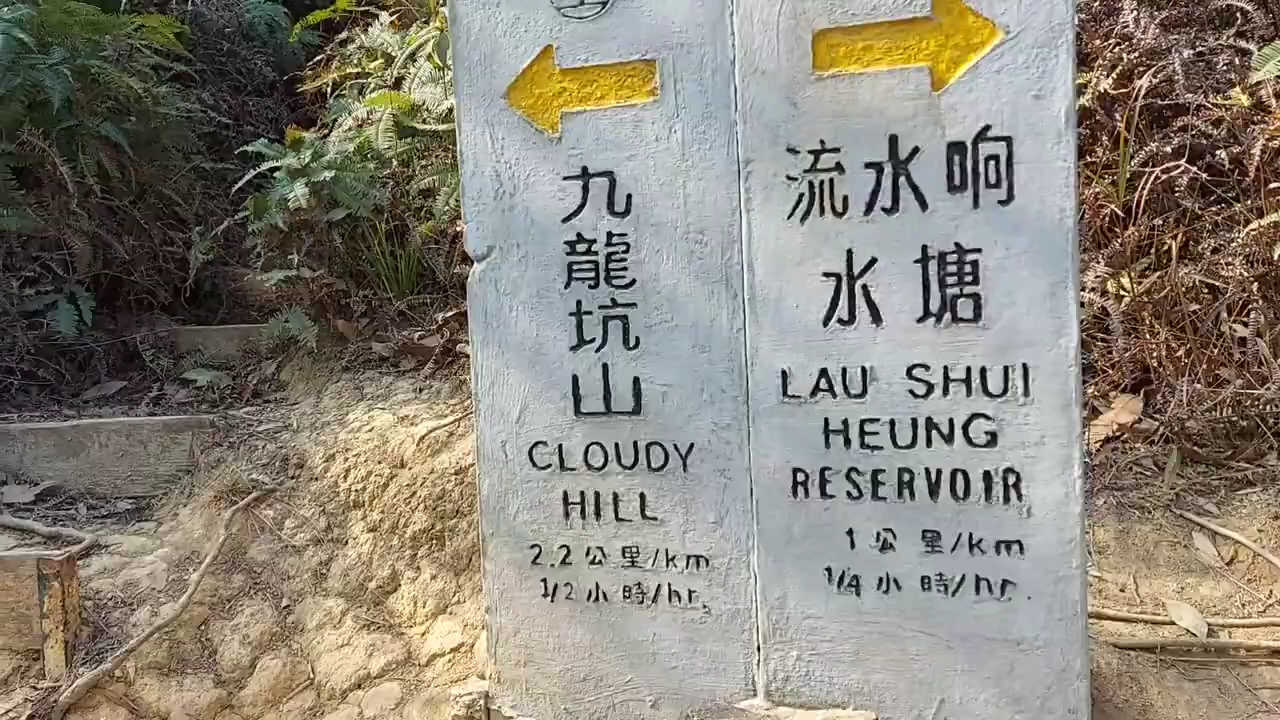 九龍坑山
CLOUDY
HILL
2.2公里/km
1/2小時/hr.
流水响
水塘
LAU SHUI
HEUNG
RESERVOIR
1公里/km
1/4小時/hr.